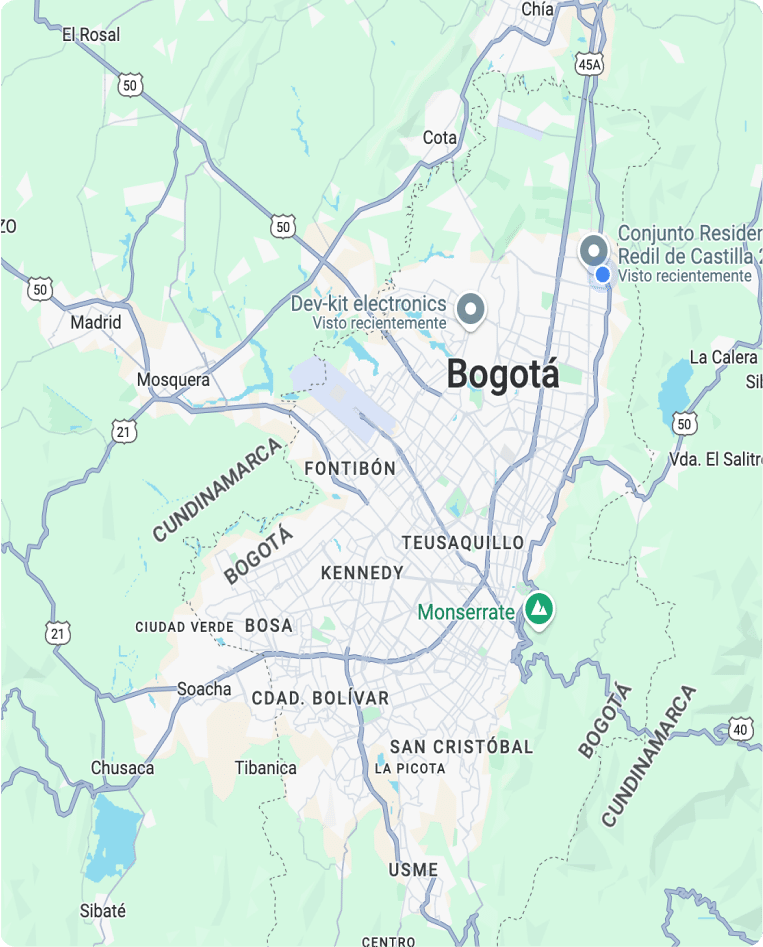 Chía
El Rosal
45A
50
Cota
ZO
50
Conjunto Residen
Redil de Castilla 2
Visto recientemente
50
Dev-kit electronics
Visto recientemente
Madrid
La Calera
Bogotá
Mosquera
Sib
50
21
CUNDINAMARCA
FONTIBÓN
Vda. El Salitre
BOGOTÁ
TEUSAQUILLO
KENNEDY
Monserrate
21
CIUDAD VERDE
BOSA
Soacha
CDAD. BOLÍVAR
BOGOTÁ
CUNDINAMARCA
40
SAN CRISTÓBAL
Chusaca
Tibanica
LA PICOTA
USME
Sibaté
CENTRO